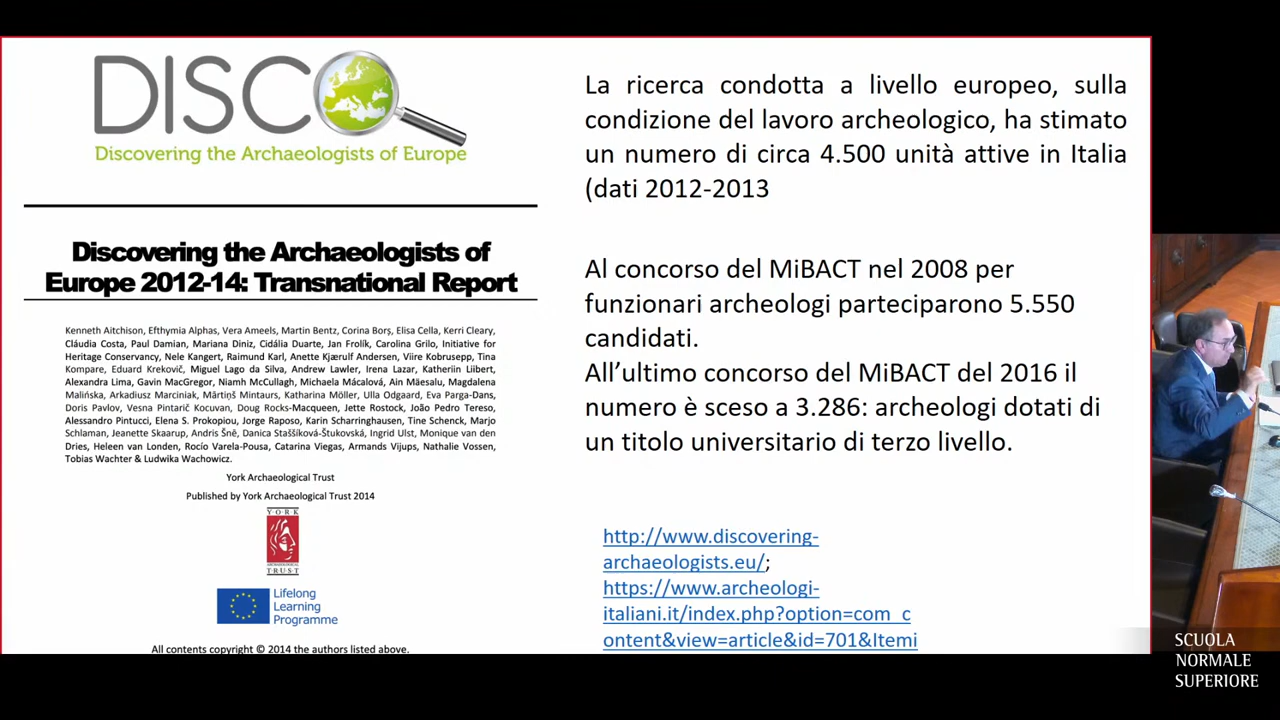 DISCO
Discovering the Archaeologists of Europe
Discovering the Archaeologists of
Europe 2012-14: Transnational Report
Kenneth Aitchison, Efthymia Alphas, Vera Ameels, Martin Bentz, Corina Borș, Elisa Cella, Kerri Cleary,
Cláudia Costa, Paul Damian, Mariana Diniz, Cidália Duarte, Jan Frolík, Carolina Grilo, Initiative for
Heritage Conservancy, Nele Kangert, Raimund Karl, Anette Kjærulf Andersen, Viire Kobrusepp, Tina
Kompare, Eduard Krekovič, Miguel Lago da Silva, Andrew Lawler, Irena Lazar, Katheriin Liibert,
Alexandra Lima, Gavin MacGregor, Niamh McCullagh, Michaela Mácalová, Ain Mäesalu, Magdalena
Malińska, Arkadiusz Marciniak, Mārtiņš Mintaurs, Katharina Möller, Ulla Odgaard, Eva Parga-Dans,
Doris Pavlov, Vesna Pintarič Kocuvan, Doug Rocks-Macqueen, Jette Rostock, João Pedro Tereso,
Alessandro Pintucci, Elena S. Prokopiou, Jorge Raposo, Karin Scharringhausen, Tine Schenck, Marjo
Schlaman, Jeanette Skaarup, Andris Šnē, Danica Staššíková-Štukovská, Ingrid Ulst, Monique van den
Dries, Heleen van Londen, Rocío Varela-Pousa, Catarina Viegas, Armands Vijups, Nathalie Vossen,
Tobias Wachter & Ludwika Wachowicz.
York Archaeological Trust
Published by York Archaeological Trust 2014
YORK
ARCHAEOLOGICAL
TRUST
Lifelong
Learning
Programme
All contents copyright © 2014 the authors listed above.
La ricerca condotta a livello europeo, sulla
condizione del lavoro archeologico, ha stimato
un numero di circa 4.500 unità attive in Italia
(dati 2012-2013
Al concorso del MiBACT nel 2008 per
funzionari archeologi parteciparono 5.550
candidati.
All’ultimo concorso del MiBACT del 2016 il
numero è sceso a 3.286: archeologi dotati di
un titolo universitario di terzo livello.
http://www.discovering-
archaeologists.eu/;
https://www.archeologi-
italiani.it/index.php?option=com_c
ontent&view=article&id=701&Itemi
SCUOLA
NORMALE
SUPERIORE